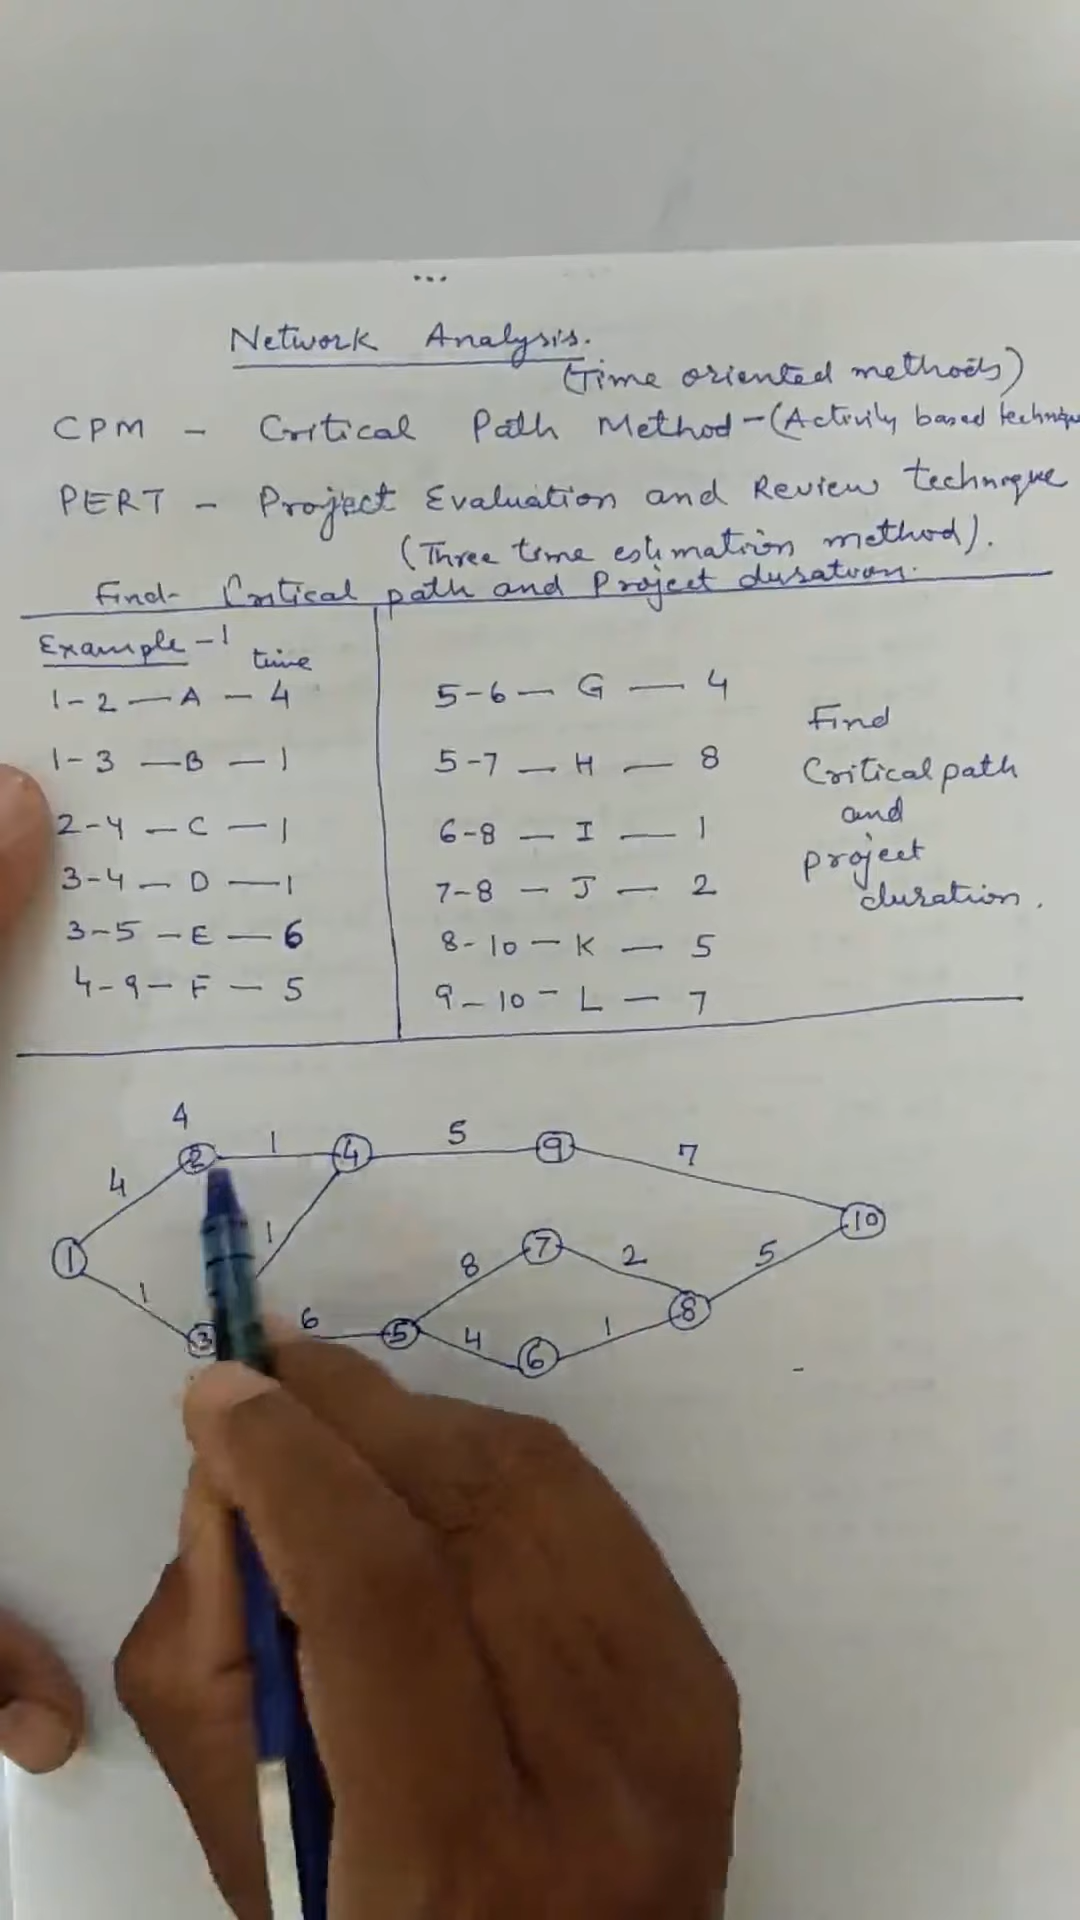 Network Analysis.
(Time oriented methods)
CPM - Critical Path Method - (Activity based technique
PERT - Project Evaluation and Review technique
(Three time estimation method).
Find- Critical path and Project duration.
Example -1 time
1-2 — A — 4
1-3 — B — 1
2-4 — C — 1
3-4 — D — 1
3-5 — E — 6
4-9 — F — 5
5-6 — G — 4
5-7 — H — 8
6-8 — I — 1
7-8 — J — 2
8-10 — K — 5
9-10 - L — 7
Find
Critical path
and
project
duration.
4
4 2 1 4 5 9 7
1 1 7 2 10
1 8 5
3 6 5 4 6 1 8